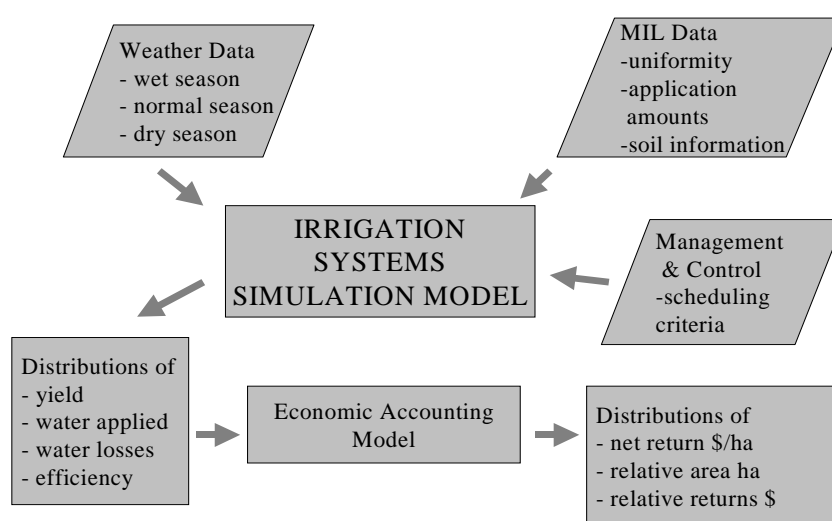 Weather Data
- wet season
- normal season
- dry season
MIL Data
-uniformity
-application
amounts
-soil information
IRRIGATION
SYSTEMS
SIMULATION MODEL
Management
& Control
-scheduling
criteria
Distributions of
- yield
- water applied
- water losses
- efficiency
Economic Accounting
Model
Distributions of
- net return $/ha
- relative area ha
- relative returns $